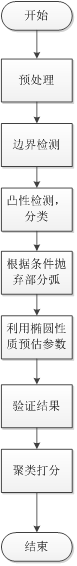 开始
预处理
边界检测
凸性检测，
分类
根据条件抛
弃部分弧
利用椭圆性
质预估参数
验证结果
聚类打分
结束